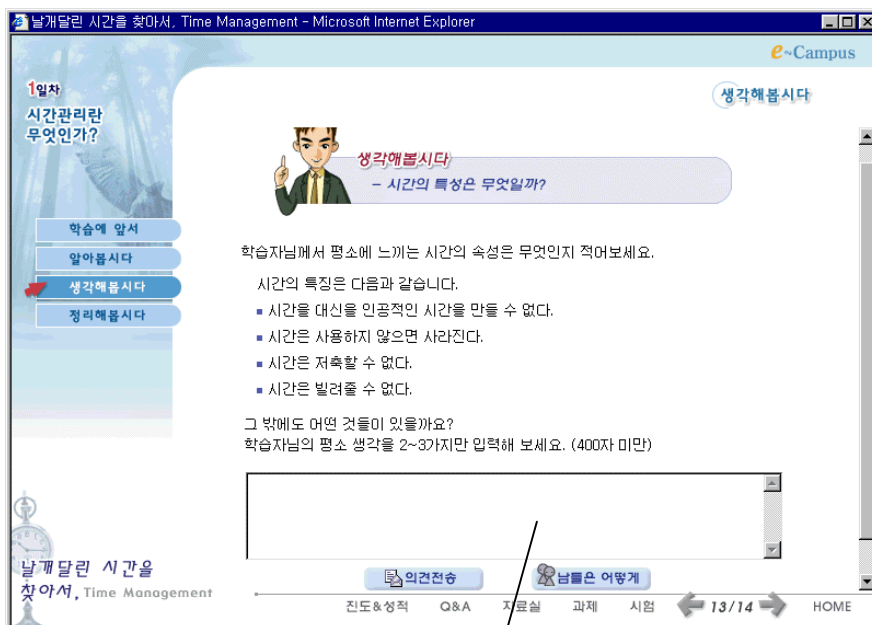 날개달린 시간을 찾아서, Time Management - Microsoft Internet Explorer
e~Campus
1일차
시간관리란
무엇인가?
생각해봅시다
생각해봅시다
- 시간의 특성은 무엇일까?
학습에 앞서
알아봅시다
생각해봅시다
정리해봅시다
학습자님께서 평소에 느끼는 시간의 속성은 무엇인지 적어보세요.
시간의 특징은 다음과 같습니다.
시간을 대신을 인공적인 시간을 만들 수 없다.
시간은 사용하지 않으면 사라진다.
시간은 저축할 수 없다.
시간은 빌려줄 수 없다.
그 밖에도 어떤 것들이 있을까요?
학습자님의 평소 생각을 2~3가지만 입력해 보세요. (400자 미만)
의견전송
남들은 어떻게
날개달린 시간을
찾아서, Time Management
진도&성적 Q&A 자료실 과제 시험 13/14 HOME